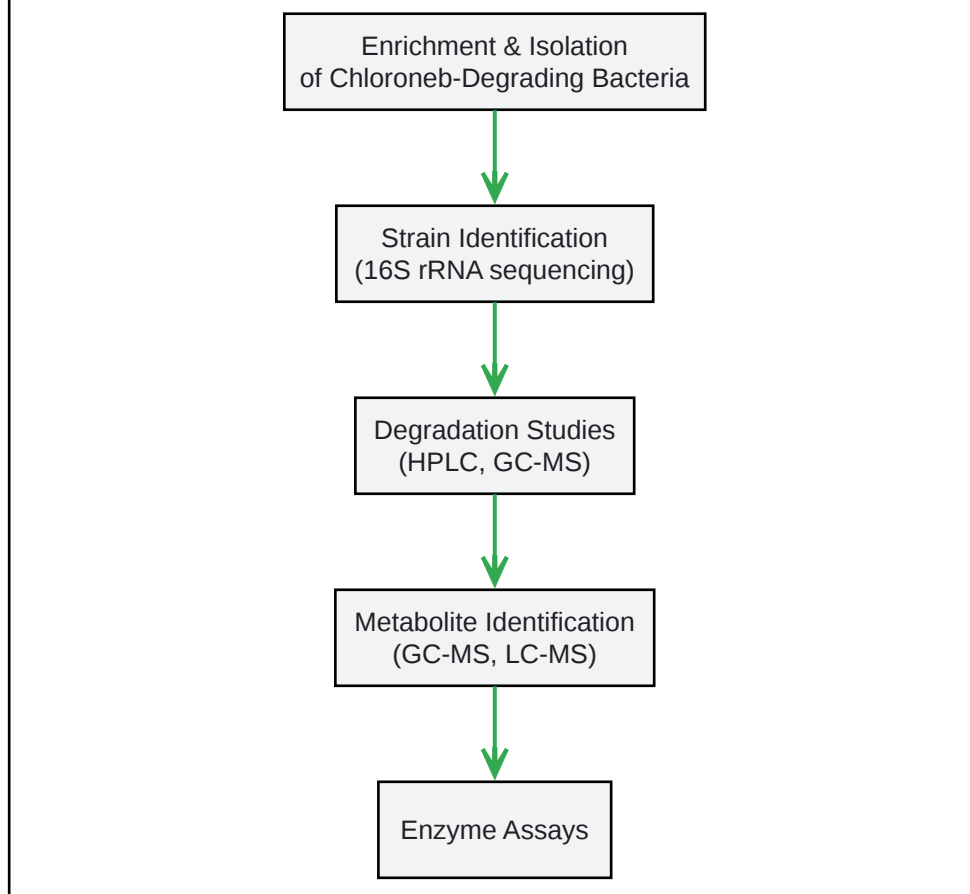 Enrichment & Isolation
of Chloroneb-Degrading Bacteria
Strain Identification
(16S rRNA sequencing)
Degradation Studies
(HPLC, GC-MS)
Metabolite Identification
(GC-MS, LC-MS)
Enzyme Assays